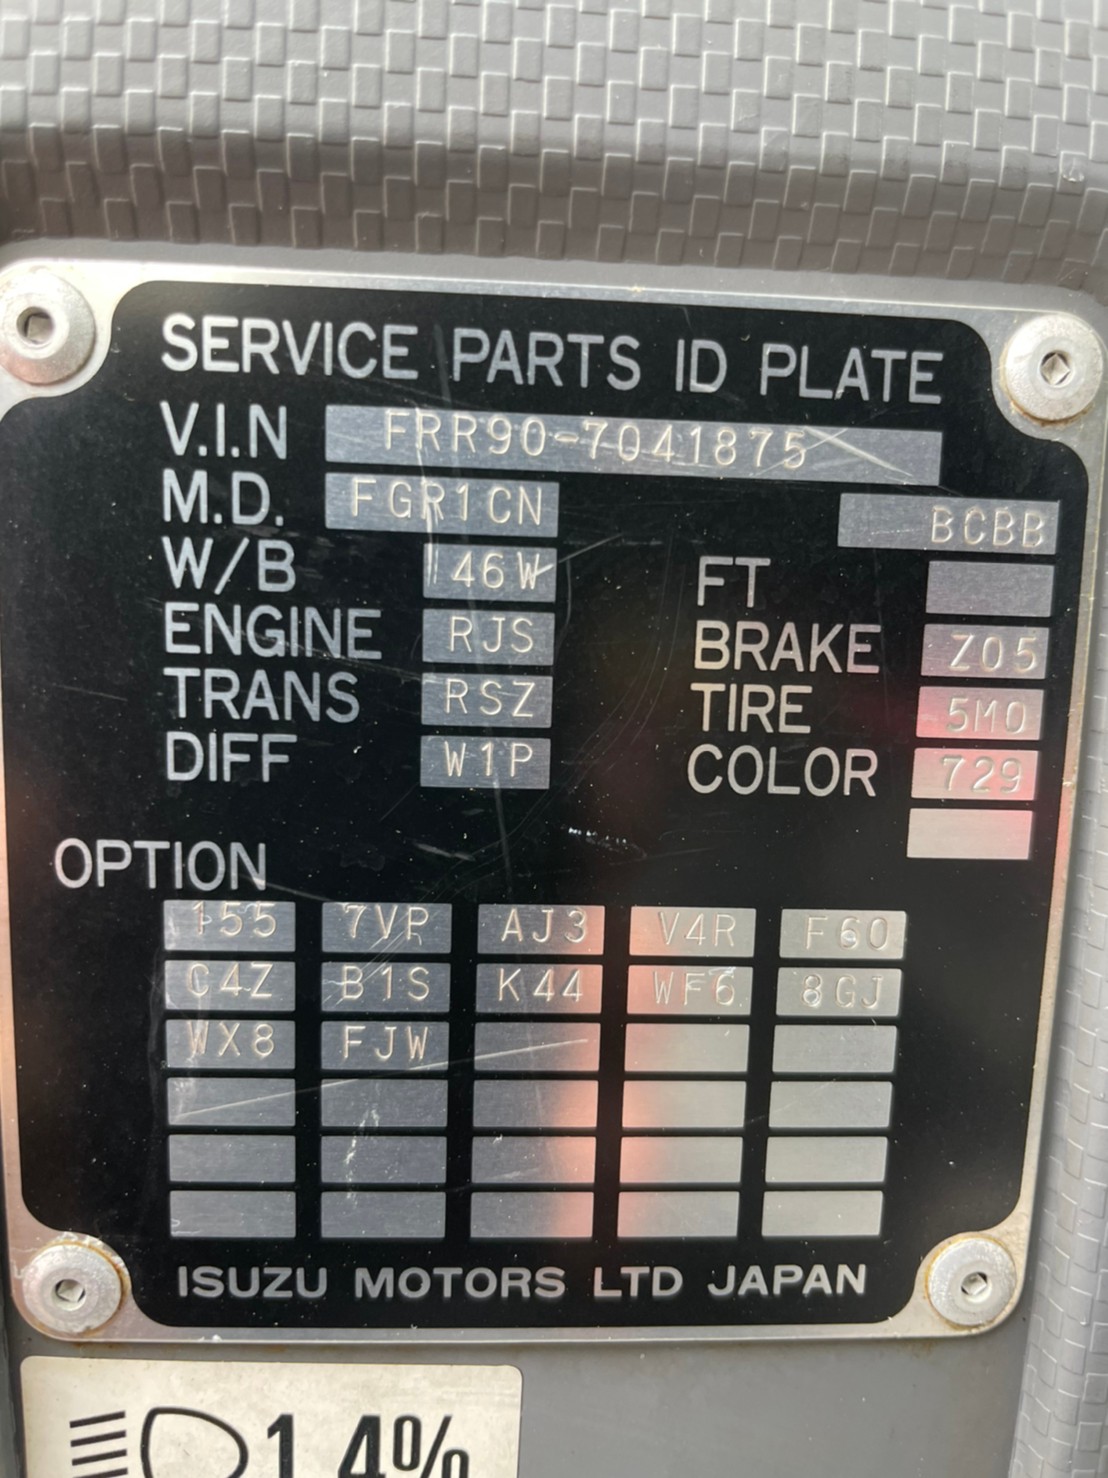 SERVICE PARTS ID PLATE
V.I.N FRR90-7041875
M.D. FGR1CN BCBB
W/B 46W FT
ENGINE RJS BRAKE Z05
TRANS RSZ TIRE 5M0
DIFF W1P COLOR 729
OPTION
155 7VP AJ3 V4R F60
C4Z B1S K44 WF6 8GJ
WX8 FJW
ISUZU MOTORS LTD JAPAN
1.4%